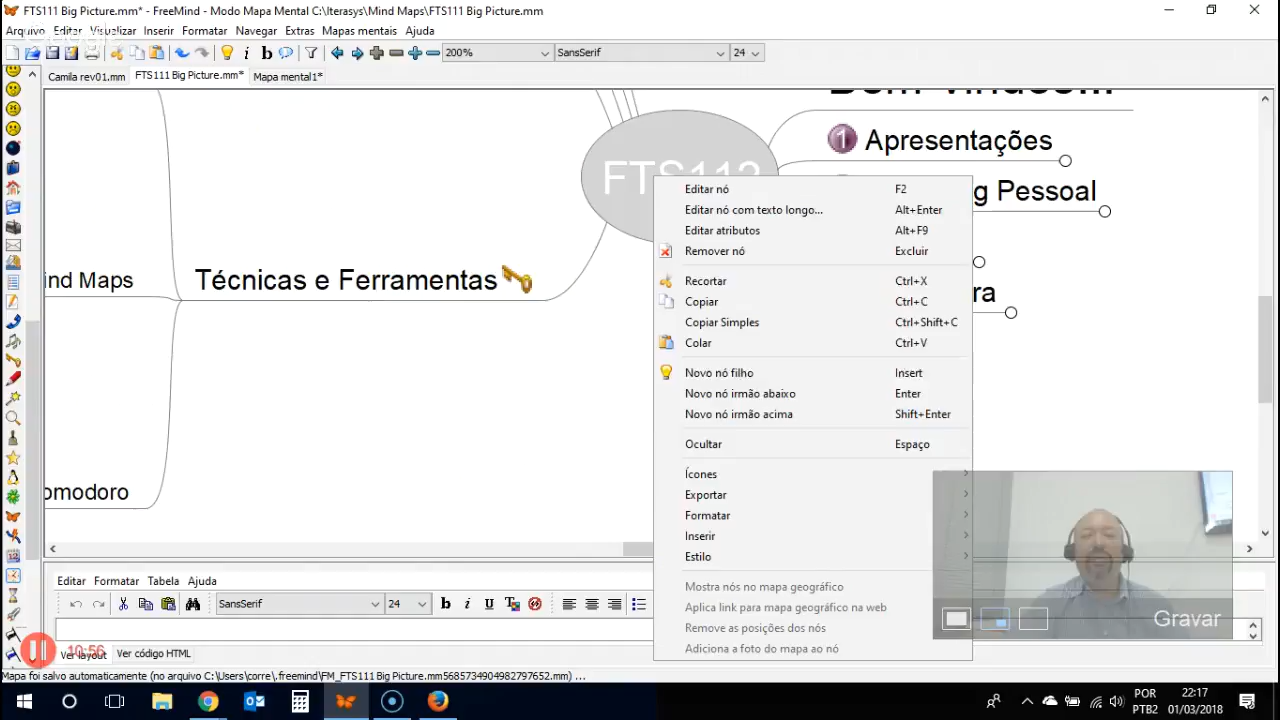 FTS111 Big Picture.mm* - FreeMind - Modo Mapa Mental C:\Iterasys\Mind Maps\FTS111 Big Picture.mm
Arquivo Editar Visualizar Inserir Formatar Navegar Extras Mapas mentais Ajuda
200% SansSerif 24
Camila rev01.mm FTS111 Big Picture.mm* Mapa mental1*
1 Apresentações
g Pessoal
ra
ind Maps
Técnicas e Ferramentas
omodoro
Editar nó F2
Editar nó com texto longo... Alt+Enter
Editar atributos Alt+F9
Remover nó Excluir
Recortar Ctrl+X
Copiar Ctrl+C
Copiar Simples Ctrl+Shift+C
Colar Ctrl+V
Novo nó filho Insert
Novo nó irmão abaixo Enter
Novo nó irmão acima Shift+Enter
Ocultar Espaço
Ícones
Exportar
Formatar
Inserir
Estilo
Mostra nós no mapa geográfico
Aplica link para mapa geográfico na web
Remove as posições dos nós
Adiciona a foto do mapa ao nó
Gravar
Editar Formatar Tabela Ajuda
SansSerif 24 b i U
10:56
Ver layout Ver código HTML
Mapa foi salvo automaticamente (no arquivo C:\Users\corre\.freemind\FM_FTS111 Big Picture.mm5685734904982797652.mm) ...
POR
PTB2
22:17
01/03/2018